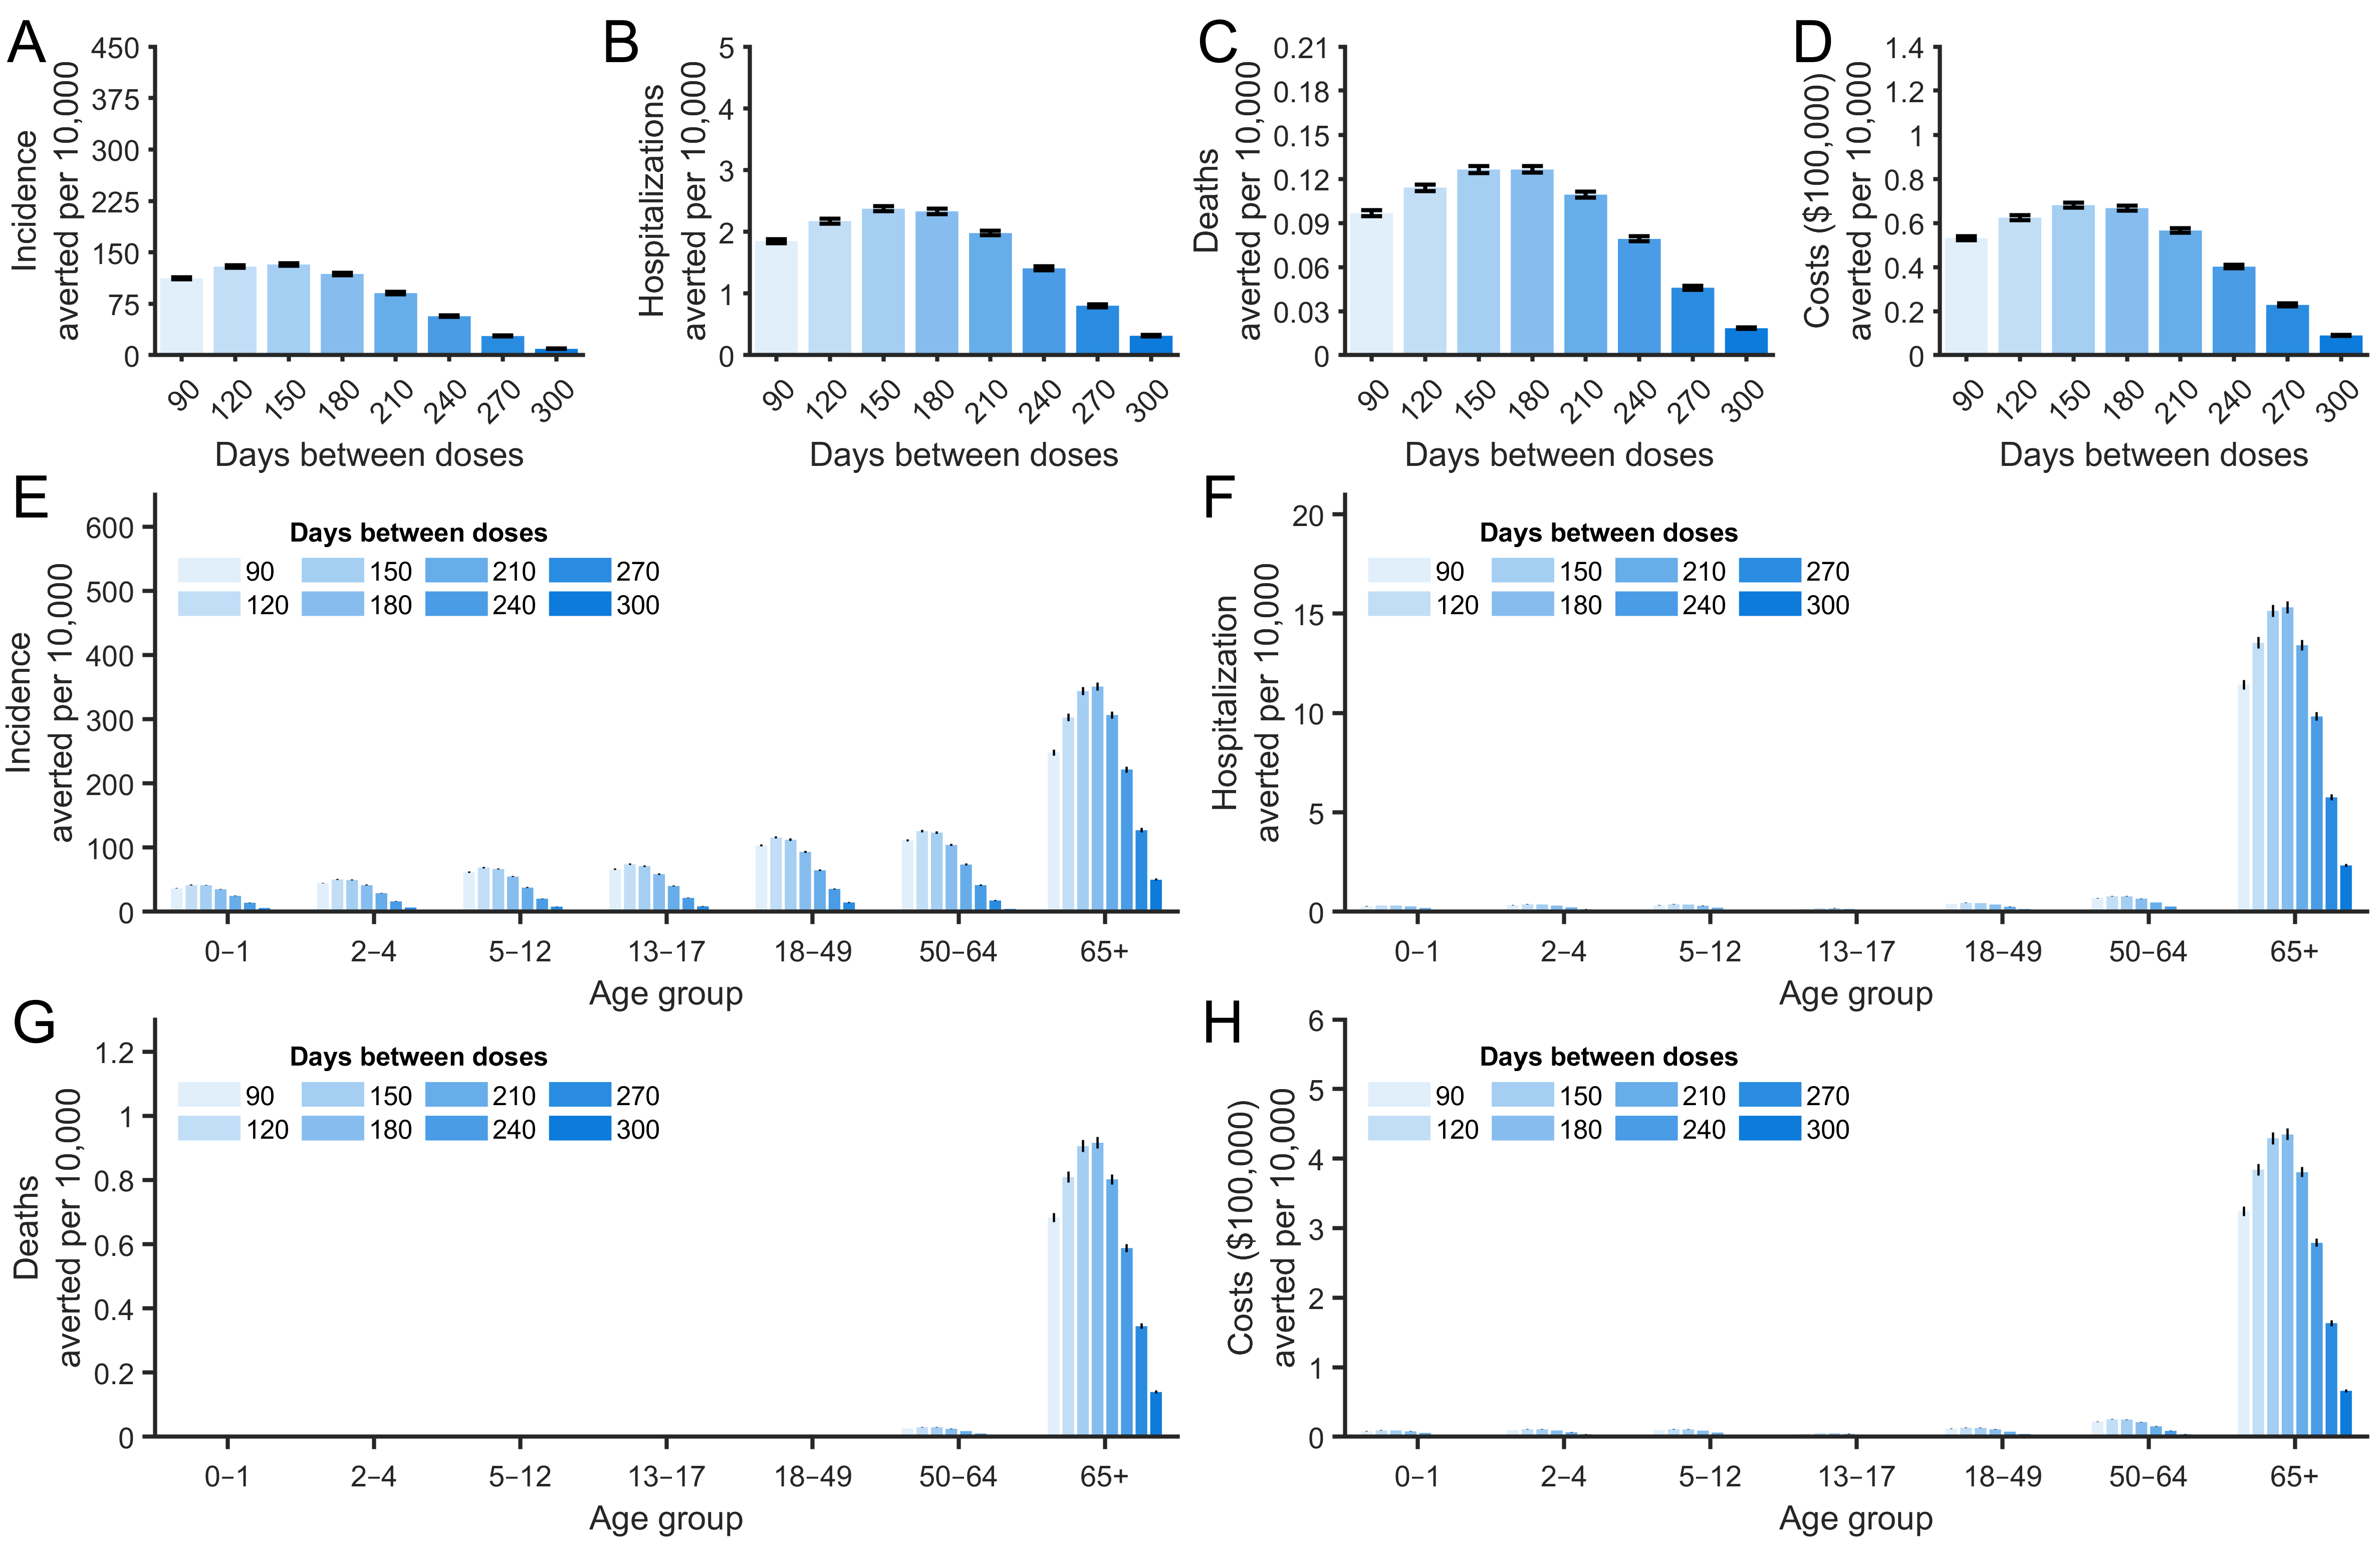 A
Incidence
averted per 10,000
450
375
300
225
150
75
0
90 120 150 180 210 240 270 300
Days between doses
B
Hospitalizations
averted per 10,000
5
4
3
2
1
0
90 120 150 180 210 240 270 300
Days between doses
C
Deaths
averted per 10,000
0.21
0.18
0.15
0.12
0.09
0.06
0.03
0
90 120 150 180 210 240 270 300
Days between doses
D
Costs ($100,000)
averted per 10,000
1.4
1.2
1
0.8
0.6
0.4
0.2
0
90 120 150 180 210 240 270 300
Days between doses
E
Incidence
averted per 10,000
600
500
400
300
200
100
0
Days between doses
90 150 210 270
120 180 240 300
0–1 2–4 5–12 13–17 18–49 50–64 65+
Age group
F
Hospitalization
averted per 10,000
20
15
10
5
0
Days between doses
90 150 210 270
120 180 240 300
0–1 2–4 5–12 13–17 18–49 50–64 65+
Age group
G
Deaths
averted per 10,000
1.2
1
0.8
0.6
0.4
0.2
0
Days between doses
90 150 210 270
120 180 240 300
0–1 2–4 5–12 13–17 18–49 50–64 65+
Age group
H
Costs ($100,000)
averted per 10,000
6
5
4
3
2
1
0
Days between doses
90 150 210 270
120 180 240 300
0–1 2–4 5–12 13–17 18–49 50–64 65+
Age group